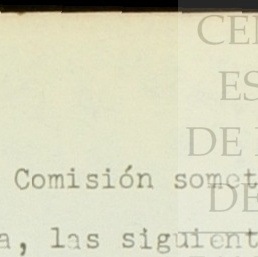 CE
ES
DE
Comisión somet
DE
a, las siguient